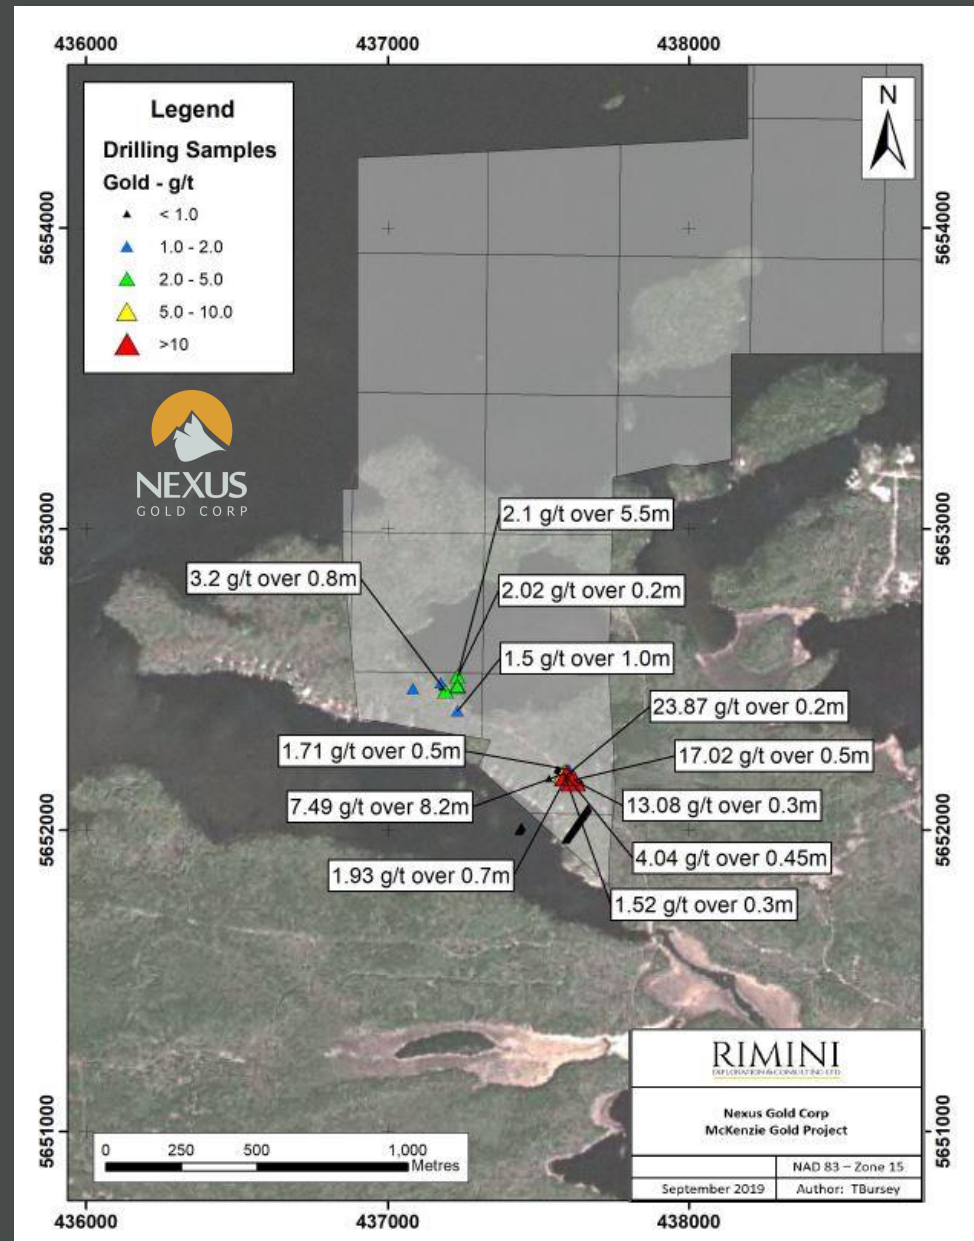 436000
437000
438000
Legend
Drilling Samples
Gold - g/t
< 1.0
1.0 - 2.0
2.0 - 5.0
5.0 - 10.0
>10
N
5654000
5654000
NEXUS
GOLD CORP
5653000
5653000
2.1 g/t over 5.5m
3.2 g/t over 0.8m
2.02 g/t over 0.2m
1.5 g/t over 1.0m
23.87 g/t over 0.2m
1.71 g/t over 0.5m
17.02 g/t over 0.5m
7.49 g/t over 8.2m
13.08 g/t over 0.3m
5652000
5652000
4.04 g/t over 0.45m
1.93 g/t over 0.7m
1.52 g/t over 0.3m
RIMINI
EXPLORATION & CONSULTING LTD
Nexus Gold Corp
McKenzie Gold Project
NAD 83 – Zone 15
September 2019
Author: TBursey
5651000
5651000
0 250 500 1,000
Metres
436000
437000
438000